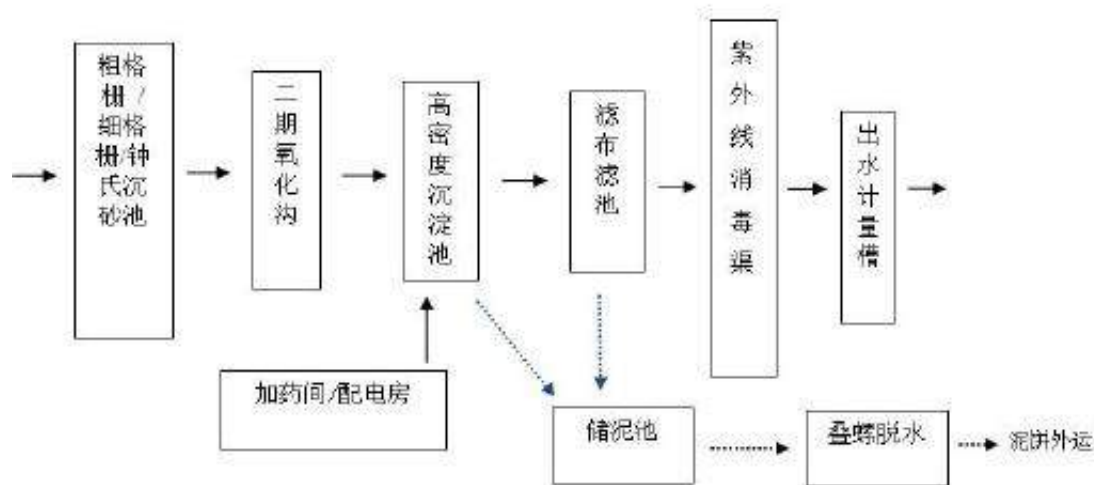 粗格
栅 /
细格
栅/钟
氏沉
砂池
二期氧化沟
高密度沉淀池
滤布滤池
紫外线消毒渠
出水计量槽
加药间/配电房
储泥池
叠螺脱水
泥饼外运